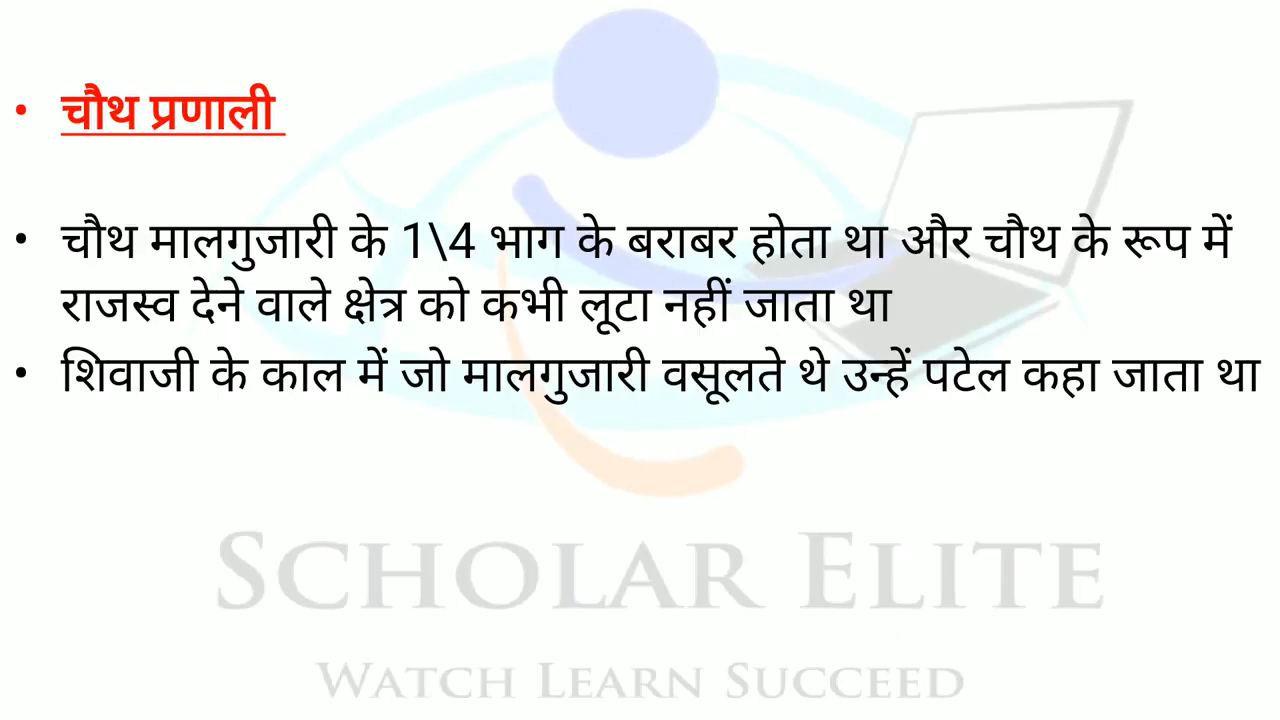 • चौथ प्रणाली
• चौथ मालगुजारी के 1\4 भाग के बराबर होता था और चौथ के रूप में
राजस्व देने वाले क्षेत्र को कभी लूटा नहीं जाता था
• शिवाजी के काल में जो मालगुजारी वसूलते थे उन्हें पटेल कहा जाता था
SCHOLAR ELITE
WATCH LEARN SUCCEED